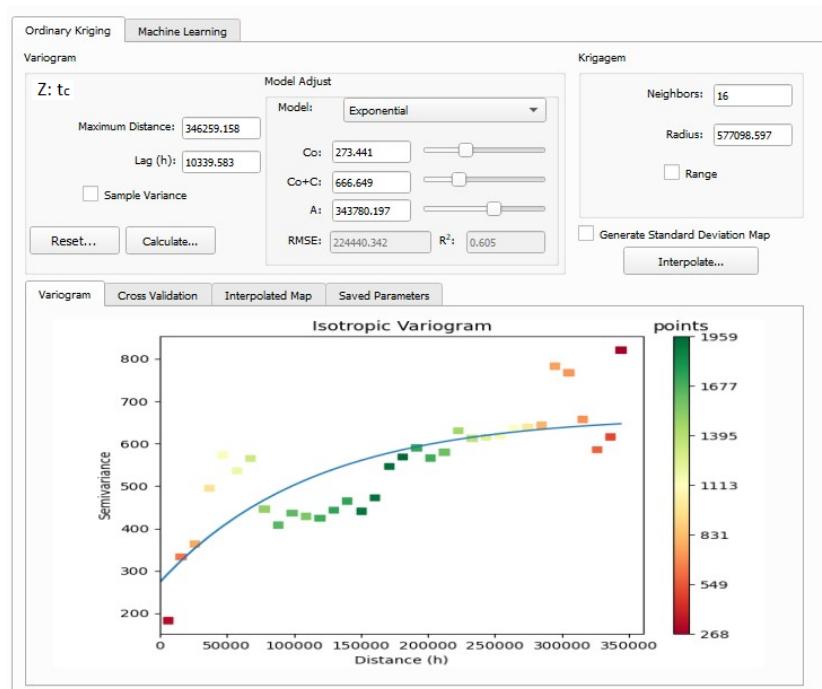 Ordinary Kriging Machine Learning
Variogram
Krigagem
Z: tc
Model Adjust
Model: Exponential
Neighbors: 16
Maximum Distance: 346259.158
Radius: 577098.597
Lag (h): 10339.583
Co: 273.441
Range
Sample Variance
Co+C: 666.649
A: 343780.197
Reset... Calculate...
RMSE: 224440.342 R²: 0.605
Generate Standard Deviation Map
Interpolate...
Variogram Cross Validation Interpolated Map Saved Parameters
Isotropic Variogram
points
Semivariance
800
700
600
500
400
300
200
0 50000 100000 150000 200000 250000 300000 350000
Distance (h)
1959
1677
1395
1113
831
549
268